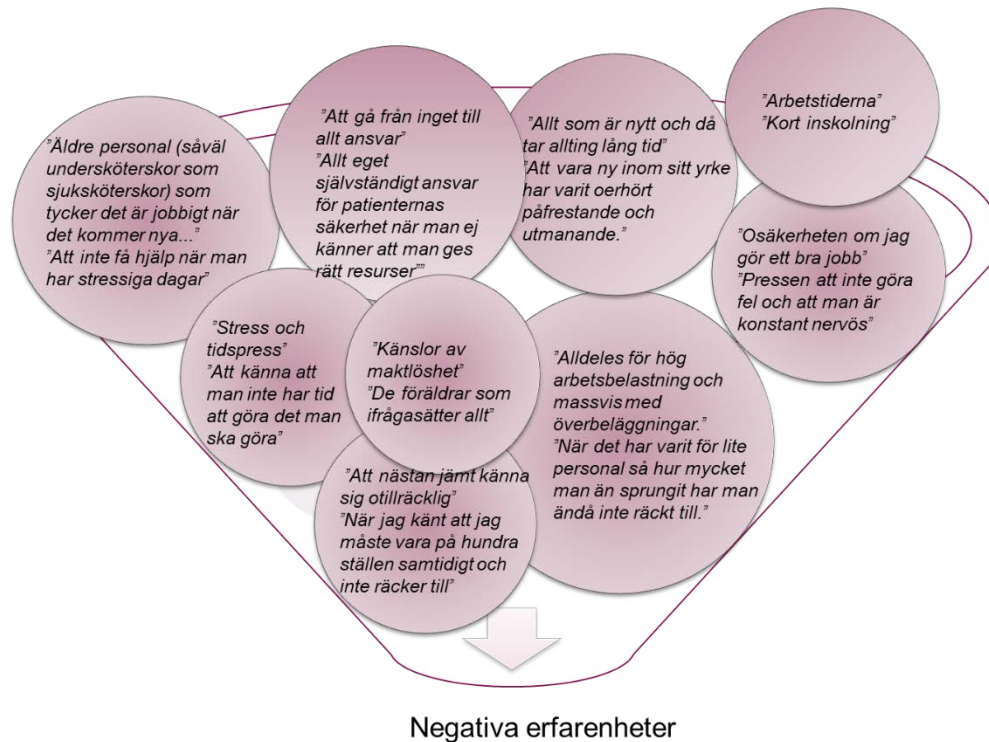 ”Äldre personal (såväl
undersköterskor som
sjuksköterskor) som
tycker det är jobbigt när
det kommer nya...”
”Att inte få hjälp när man
har stressiga dagar”
”Att gå från inget till
allt ansvar”
”Allt eget
självständigt ansvar
för patienternas
säkerhet när man ej
känner att man ges
rätt resurser””
”Allt som är nytt och då
tar allting lång tid”
”Att vara ny inom sitt yrke
har varit oerhört
påfrestande och
utmanande.”
”Arbetstiderna”
”Kort inskolning”
”Osäkerheten om jag
gör ett bra jobb”
”Pressen att inte göra
fel och att man är
konstant nervös”
”Stress och
tidspress”
”Att känna att
man inte har tid
att göra det man
ska göra”
”Känslor av
maktlöshet”
”De föräldrar som
ifrågasätter allt”
”Alldeles för hög
arbetsbelastning och
massvis med
överbeläggningar.”
”När det har varit för lite
personal så hur mycket
man än sprungit har man
ändå inte räckt till.”
”Att nästan jämt känna
sig otillräcklig”
”När jag känt att jag
måste vara på hundra
ställen samtidigt och
inte räcker till”
Negativa erfarenheter